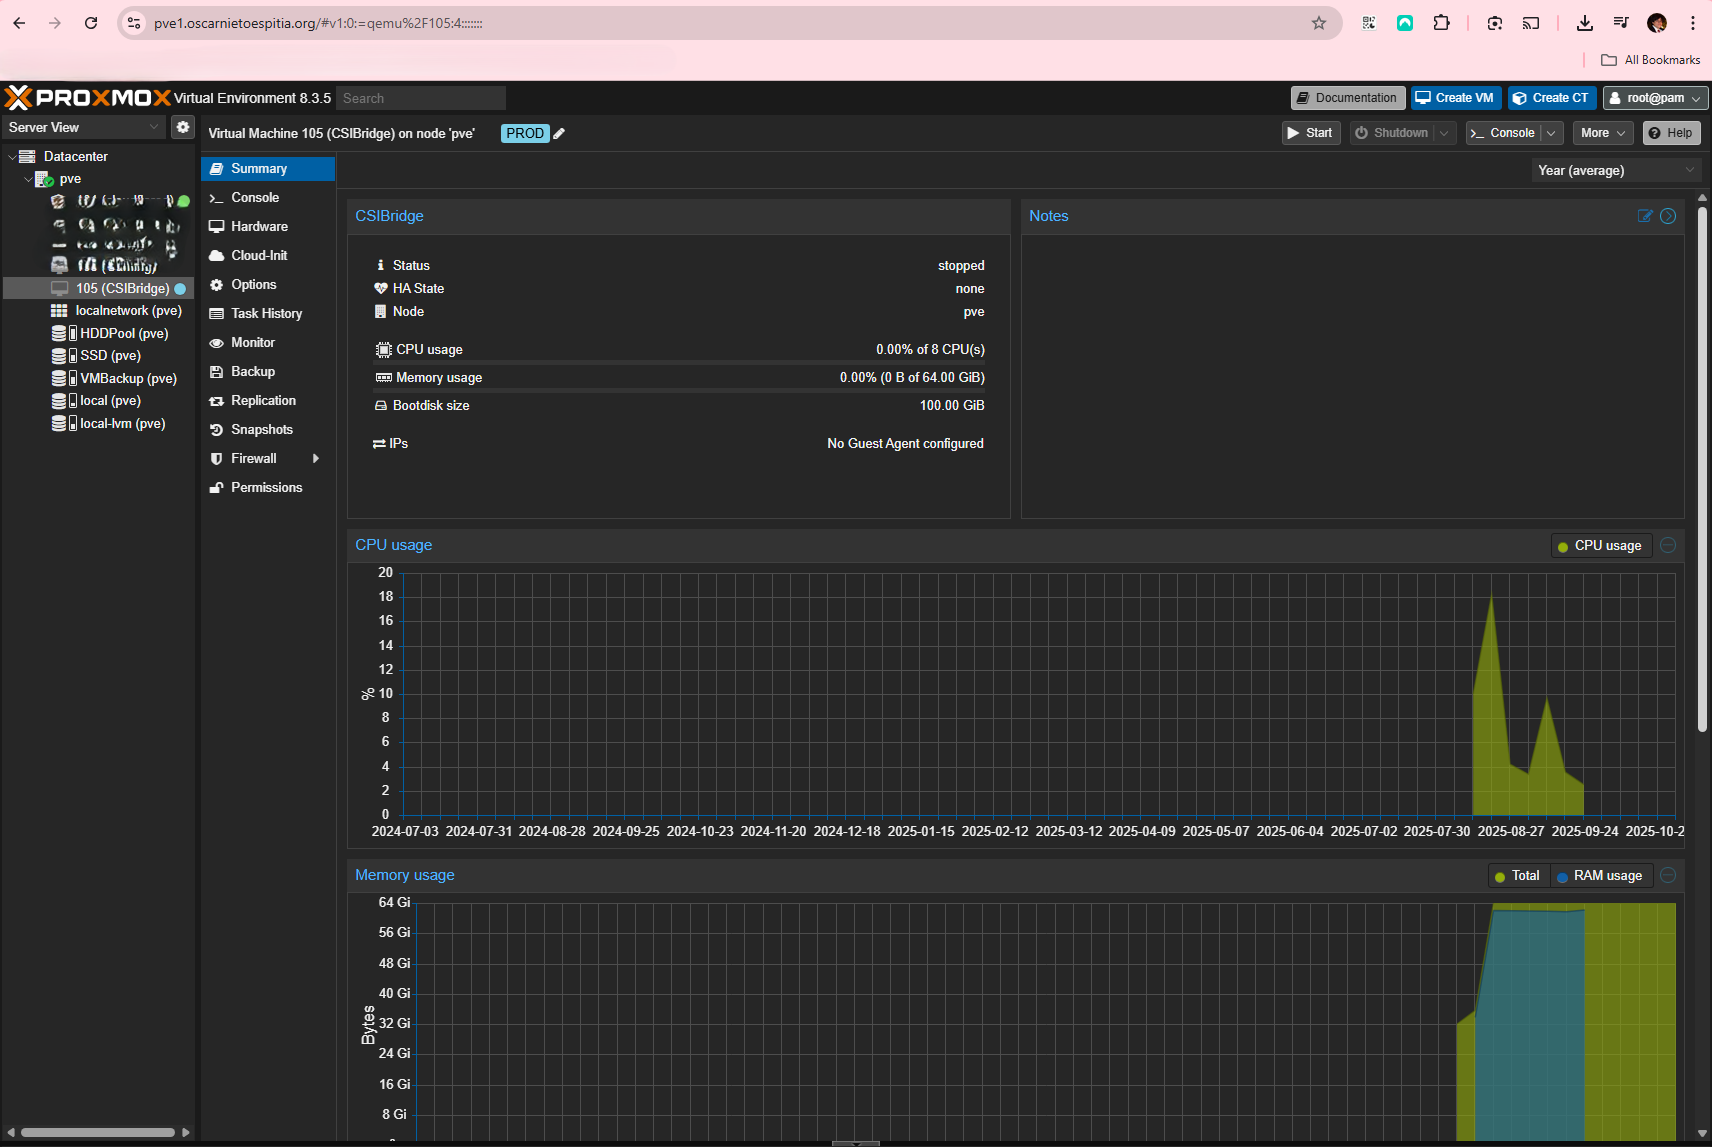 pve1.oscarnietoespitia.org/#v1:0:=qemu%2F105:4:::::::
All Bookmarks
PROXMOX Virtual Environment 8.3.5 Search Documentation Create VM Create CT root@pam
Server View
Virtual Machine 105 (CSIBridge) on node 'pve' PROD Start Shutdown Console More Help
Datacenter
pve
105 (CSIBridge)
localnetwork (pve)
HDDPool (pve)
SSD (pve)
VMBackup (pve)
local (pve)
local-lvm (pve)
Summary
Console
Hardware
Cloud-Init
Options
Task History
Monitor
Backup
Replication
Snapshots
Firewall
Permissions
Year (average)
CSIBridge
Status stopped
HA State none
Node pve
CPU usage 0.00% of 8 CPU(s)
Memory usage 0.00% (0 B of 64.00 GiB)
Bootdisk size 100.00 GiB
IPs No Guest Agent configured
Notes
CPU usage CPU usage
20
18
16
14
12
10
8
6
4
2
0
%
2024-07-03 2024-07-31 2024-08-28 2024-09-25 2024-10-23 2024-11-20 2024-12-18 2025-01-15 2025-02-12 2025-03-12 2025-04-09 2025-05-07 2025-06-04 2025-07-02 2025-07-30 2025-08-27 2025-09-24 2025-10-2
Memory usage Total RAM usage
64 Gi
56 Gi
48 Gi
40 Gi
32 Gi
24 Gi
16 Gi
8 Gi
Bytes